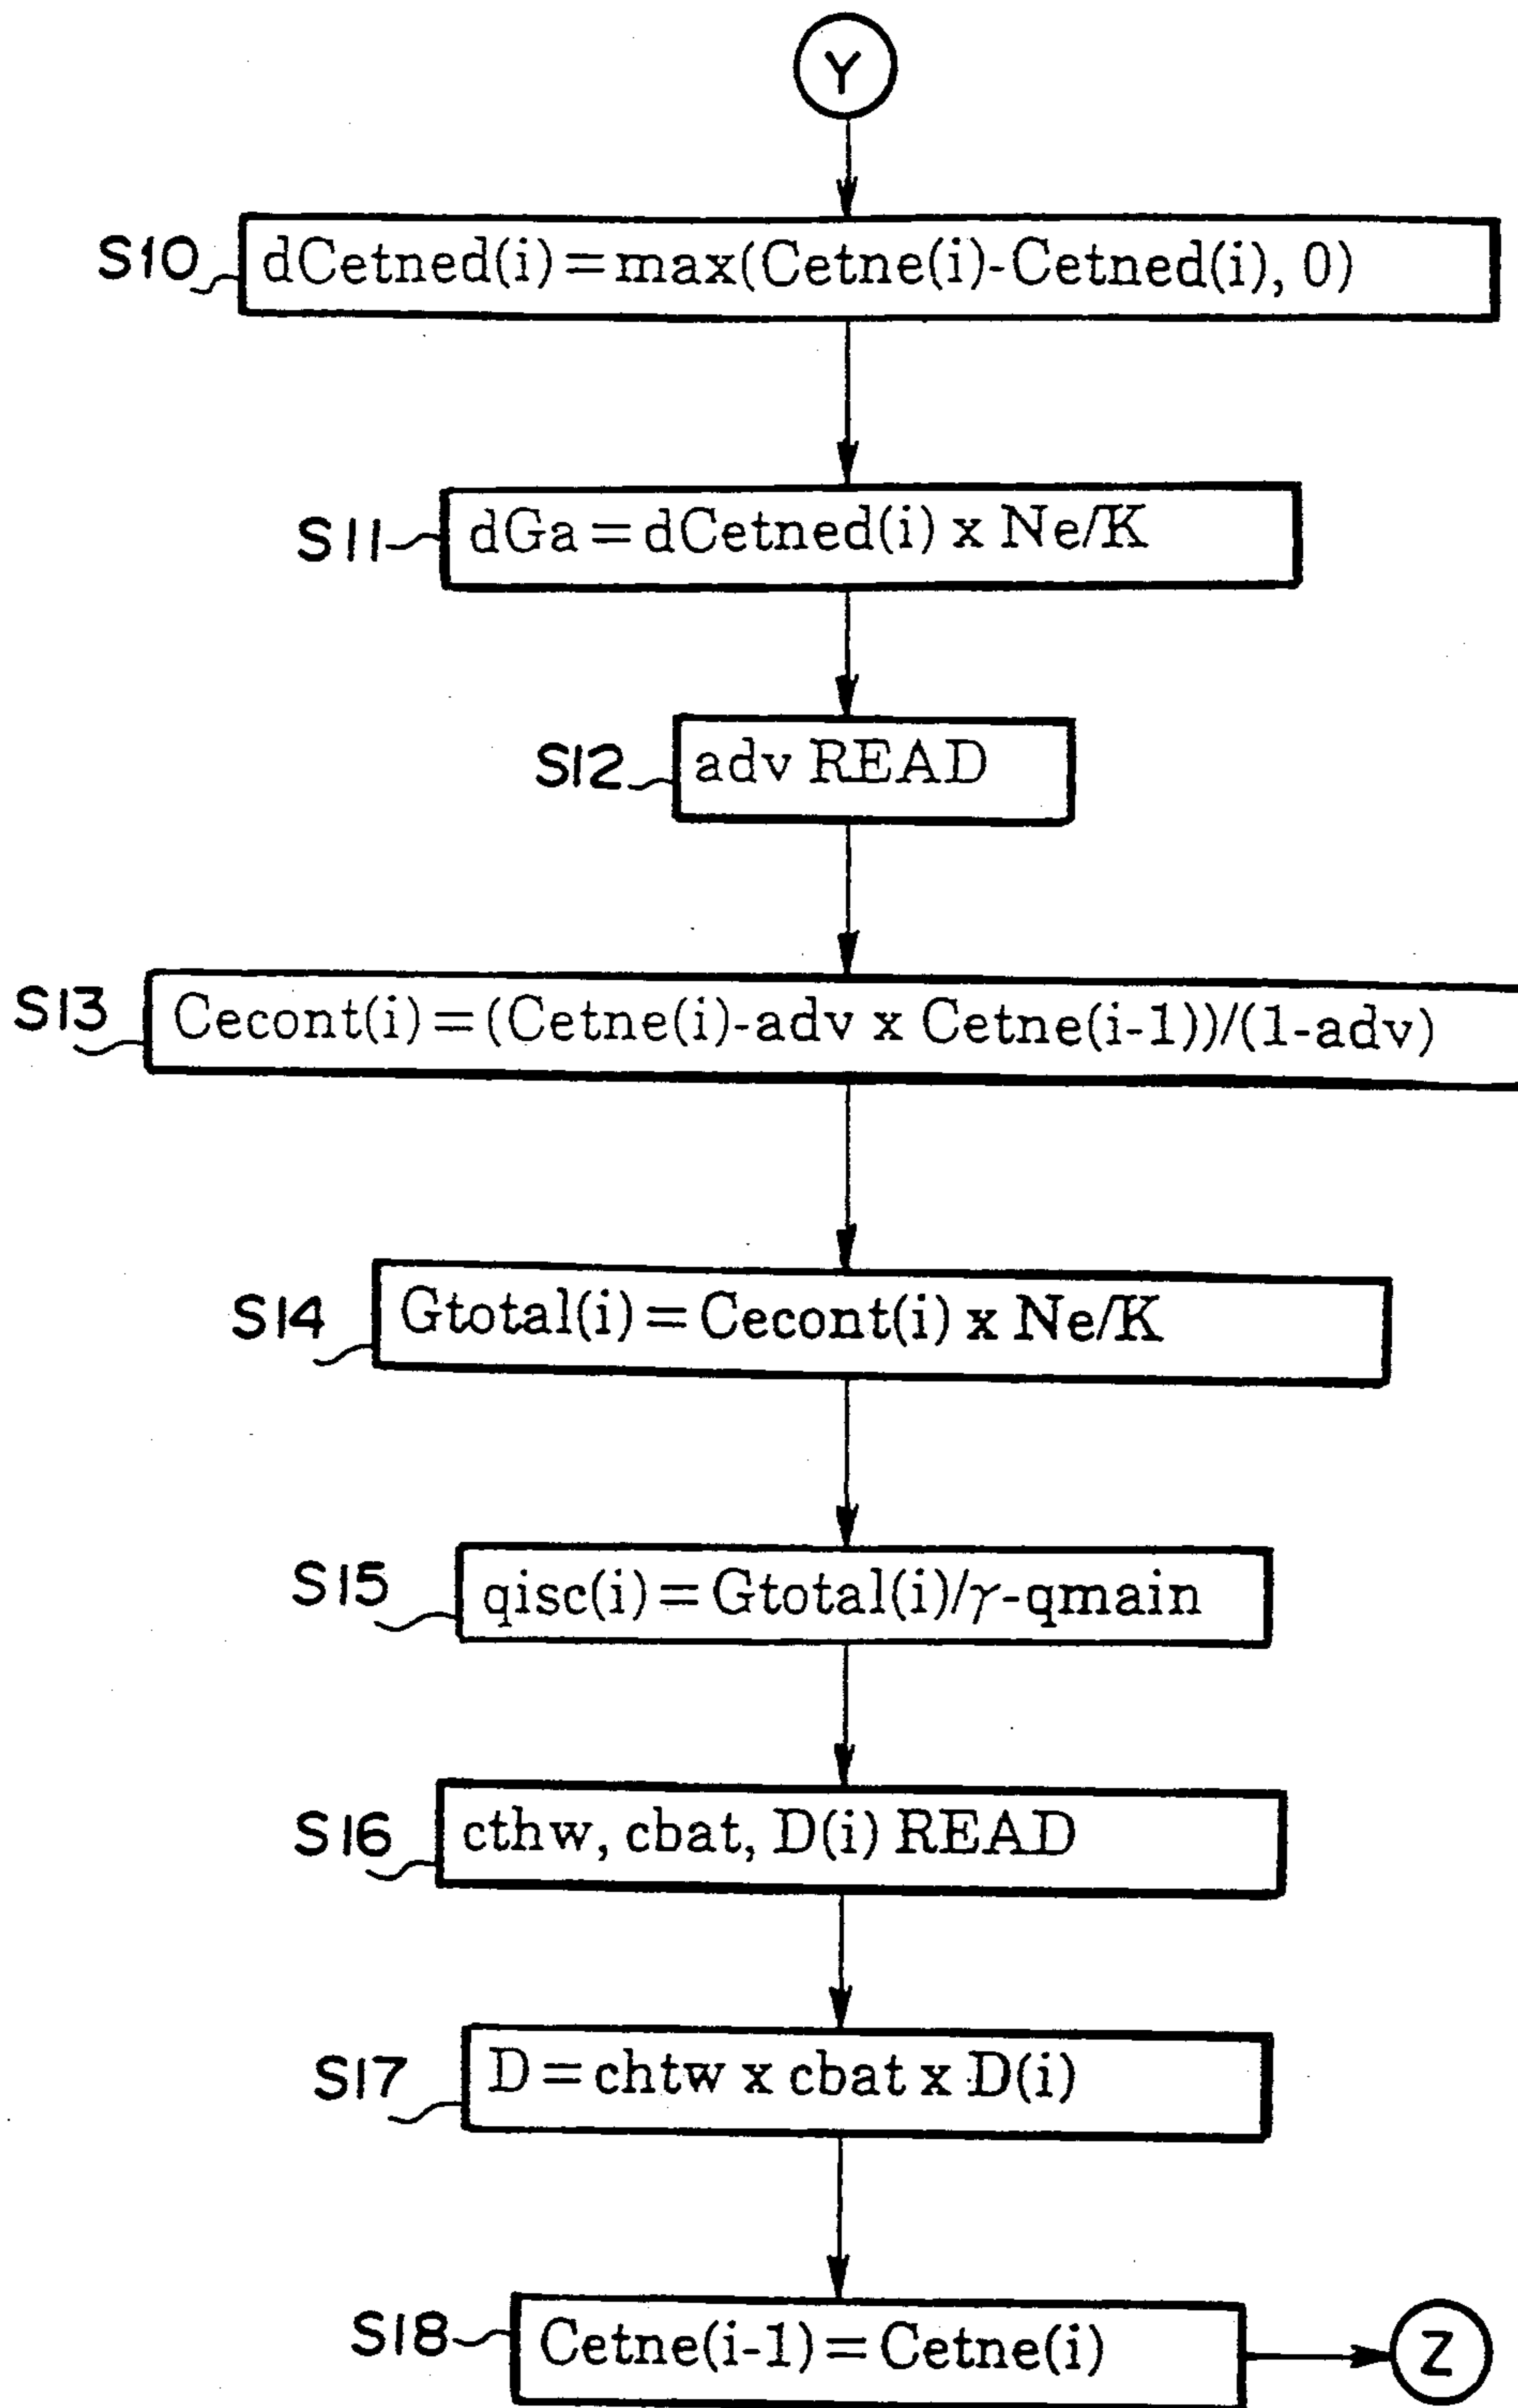 Y
S10 dCetned(i)=max(Cetne(i)-Cetned(i), 0)
S11 dGa=dCetned(i) x Ne/K
S12 adv READ
S13 Cecont(i)=(Cetne(i)-adv x Cetne(i-1))/(1-adv)
S14 Gtotal(i)=Cecont(i) x Ne/K
S15 qisc(i)=Gtotal(i)/γ-qmain
S16 cthw, cbat, D(i) READ
S17 D=chtw x cbat x D(i)
S18 Cetne(i-1)=Cetne(i)
Z